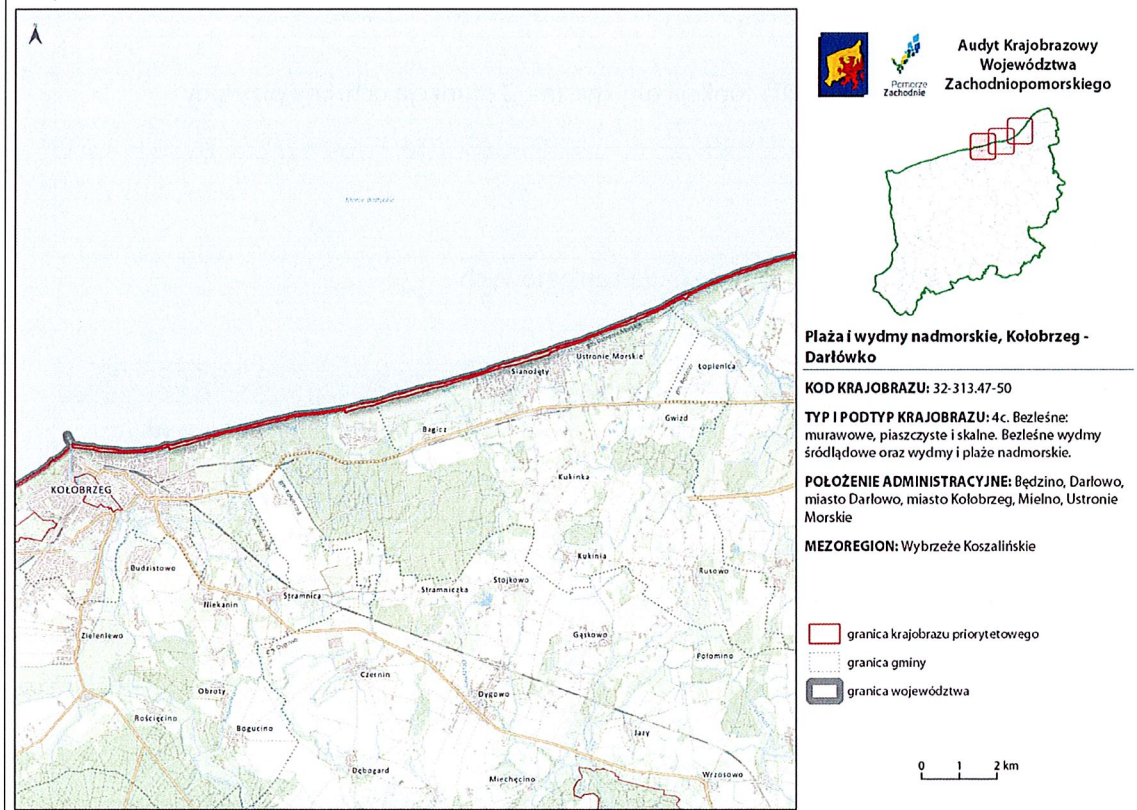 N
Morze Bałtyckie
Ustronie Morskie
Sianożęty
Łopienica
Gwizd
Bagicz
KOŁOBRZEG
Kukinka
Kukinia
Rusowo
Budzistowo
Stojkowo
Niekanin
Stramnica
Stramniczka
Zieleniewo
Gąskowo
Połomino
Czernin
Dygowo
Obroty
Rościęcino
Bogucino
Jazy
Dębogard
Miechęcino
Wrzosowo
Pomorze
Zachodnie
Audyt Krajobrazowy
Województwa
Zachodniopomorskiego
Plaża i wydmy nadmorskie, Kołobrzeg -
Darłówko
KOD KRAJOBRAZU: 32-313.47-50
TYP I PODTYP KRAJOBRAZU: 4c. Bezleśne:
murawowe, piaszczyste i skalne. Bezleśne wydmy
śródlądowe oraz wydmy i plaże nadmorskie.
POŁOŻENIE ADMINISTRACYJNE: Będzino, Darłowo,
miasto Darłowo, miasto Kołobrzeg, Mielno, Ustronie
Morskie
MEZOREGION: Wybrzeże Koszalińskie
granica krajobrazu priorytetowego
granica gminy
granica województwa
0 1 2 km